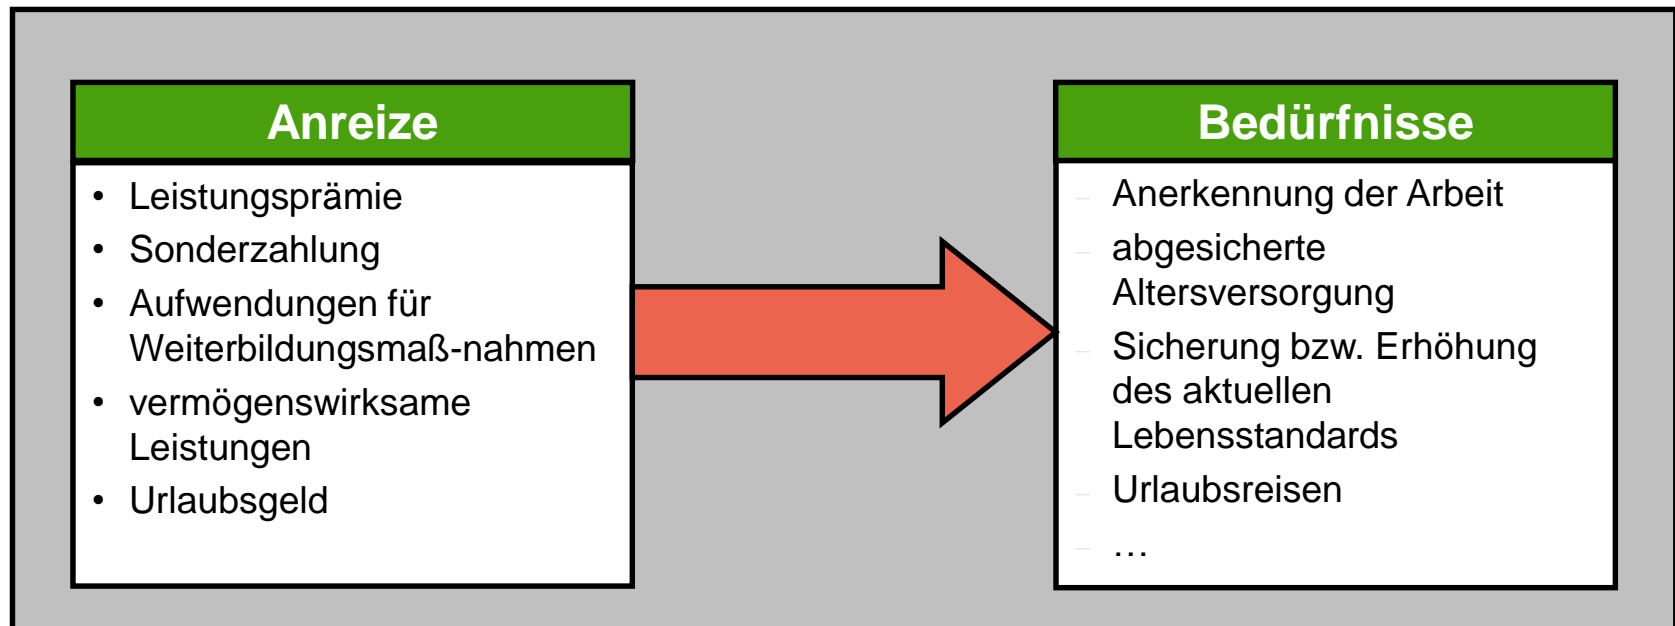 Anreize
• Leistungsprämie
• Sonderzahlung
• Aufwendungen für
Weiterbildungsmaß-nahmen
• vermögenswirksame
Leistungen
• Urlaubsgeld
Bedürfnisse
– Anerkennung der Arbeit
– abgesicherte
Altersversorgung
– Sicherung bzw. Erhöhung
des aktuellen
Lebensstandards
– Urlaubsreisen
– …